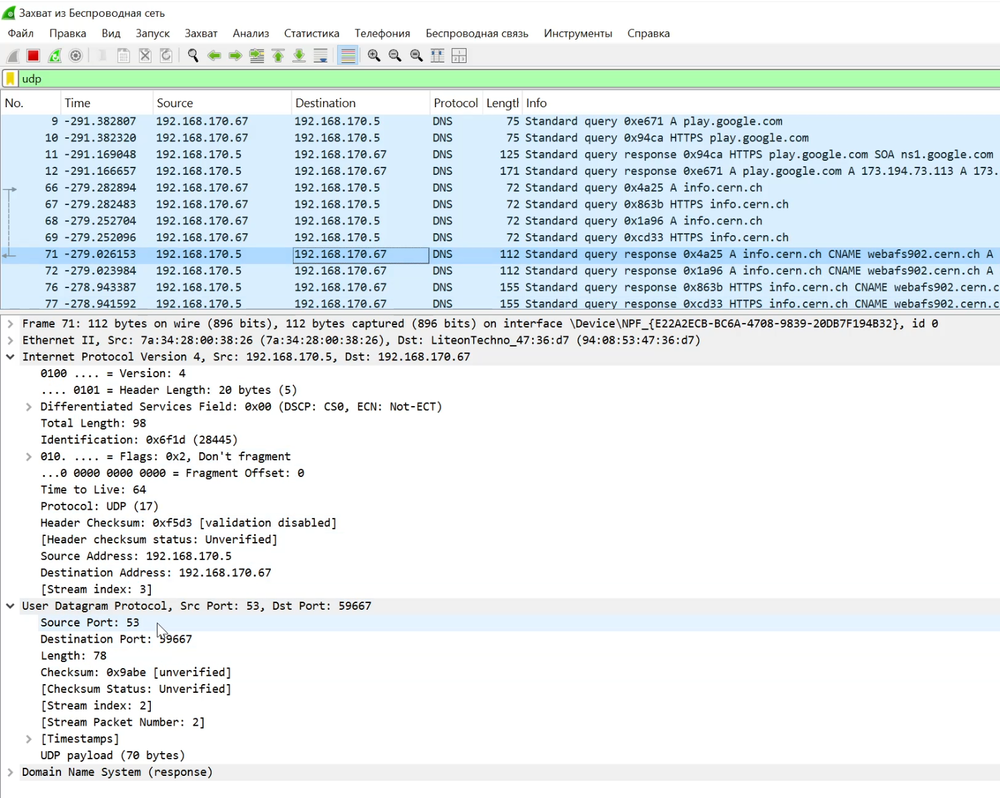 Захват из Беспроводная сеть
Файл Правка Вид Запуск Захват Анализ Статистика Телефония Беспроводная связь Инструменты Справка
udp
No. Time Source Destination Protocol Length Info
9 -291.382807 192.168.170.67 192.168.170.5 DNS 75 Standard query 0xe671 A play.google.com
10 -291.382320 192.168.170.67 192.168.170.5 DNS 75 Standard query 0x94ca HTTPS play.google.com
11 -291.169048 192.168.170.5 192.168.170.67 DNS 125 Standard query response 0x94ca HTTPS play.google.com SOA ns1.google.com
12 -291.166657 192.168.170.5 192.168.170.67 DNS 171 Standard query response 0xe671 A play.google.com A 173.194.73.113 A 173.
66 -279.282894 192.168.170.67 192.168.170.5 DNS 72 Standard query 0x4a25 A info.cern.ch
67 -279.282483 192.168.170.67 192.168.170.5 DNS 72 Standard query 0x863b HTTPS info.cern.ch
68 -279.252704 192.168.170.67 192.168.170.5 DNS 72 Standard query 0x1a96 A info.cern.ch
69 -279.252096 192.168.170.67 192.168.170.5 DNS 72 Standard query 0xcd33 HTTPS info.cern.ch
71 -279.026153 192.168.170.5 192.168.170.67 DNS 112 Standard query response 0x4a25 A info.cern.ch CNAME webafs902.cern.ch A
72 -279.023984 192.168.170.5 192.168.170.67 DNS 112 Standard query response 0x1a96 A info.cern.ch CNAME webafs902.cern.ch A
76 -278.943387 192.168.170.5 192.168.170.67 DNS 155 Standard query response 0x863b HTTPS info.cern.ch CNAME webafs902.cern.c
77 -278.941592 192.168.170.5 192.168.170.67 DNS 155 Standard query response 0xcd33 HTTPS info.cern.ch CNAME webafs902.cern.c
Frame 71: 112 bytes on wire (896 bits), 112 bytes captured (896 bits) on interface \Device\NPF_{E22A2ECB-BC6A-4708-9839-20DB7F194B32}, id 0
Ethernet II, Src: 7a:34:28:00:38:26 (7a:34:28:00:38:26), Dst: LiteonTechno_47:36:d7 (94:08:53:47:36:d7)
Internet Protocol Version 4, Src: 192.168.170.5, Dst: 192.168.170.67
0100 .... = Version: 4
.... 0101 = Header Length: 20 bytes (5)
Differentiated Services Field: 0x00 (DSCP: CS0, ECN: Not-ECT)
Total Length: 98
Identification: 0x6f1d (28445)
010. .... = Flags: 0x2, Don't fragment
...0 0000 0000 0000 = Fragment Offset: 0
Time to Live: 64
Protocol: UDP (17)
Header Checksum: 0xf5d3 [validation disabled]
[Header checksum status: Unverified]
Source Address: 192.168.170.5
Destination Address: 192.168.170.67
[Stream index: 3]
User Datagram Protocol, Src Port: 53, Dst Port: 59667
Source Port: 53
Destination Port: 59667
Length: 78
Checksum: 0x9abe [unverified]
[Checksum Status: Unverified]
[Stream index: 2]
[Stream Packet Number: 2]
[Timestamps]
UDP payload (70 bytes)
Domain Name System (response)